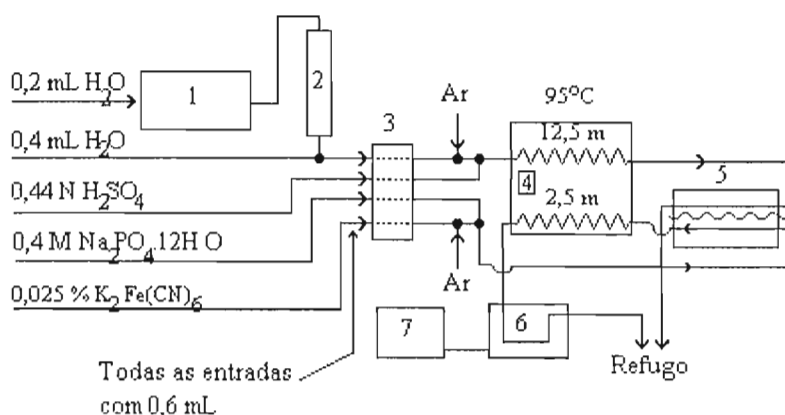 0,2 mL H2O
0,4 mL H2O
0,44 N H2SO4
0,4 M Na2PO4.12H O
0,025 % K2Fe(CN)6
Todas as entradas
com 0,6 mL
1
2
3
Ar
Ar
95ºC
12,5 m
4
2,5 m
5
6
7
Refugo